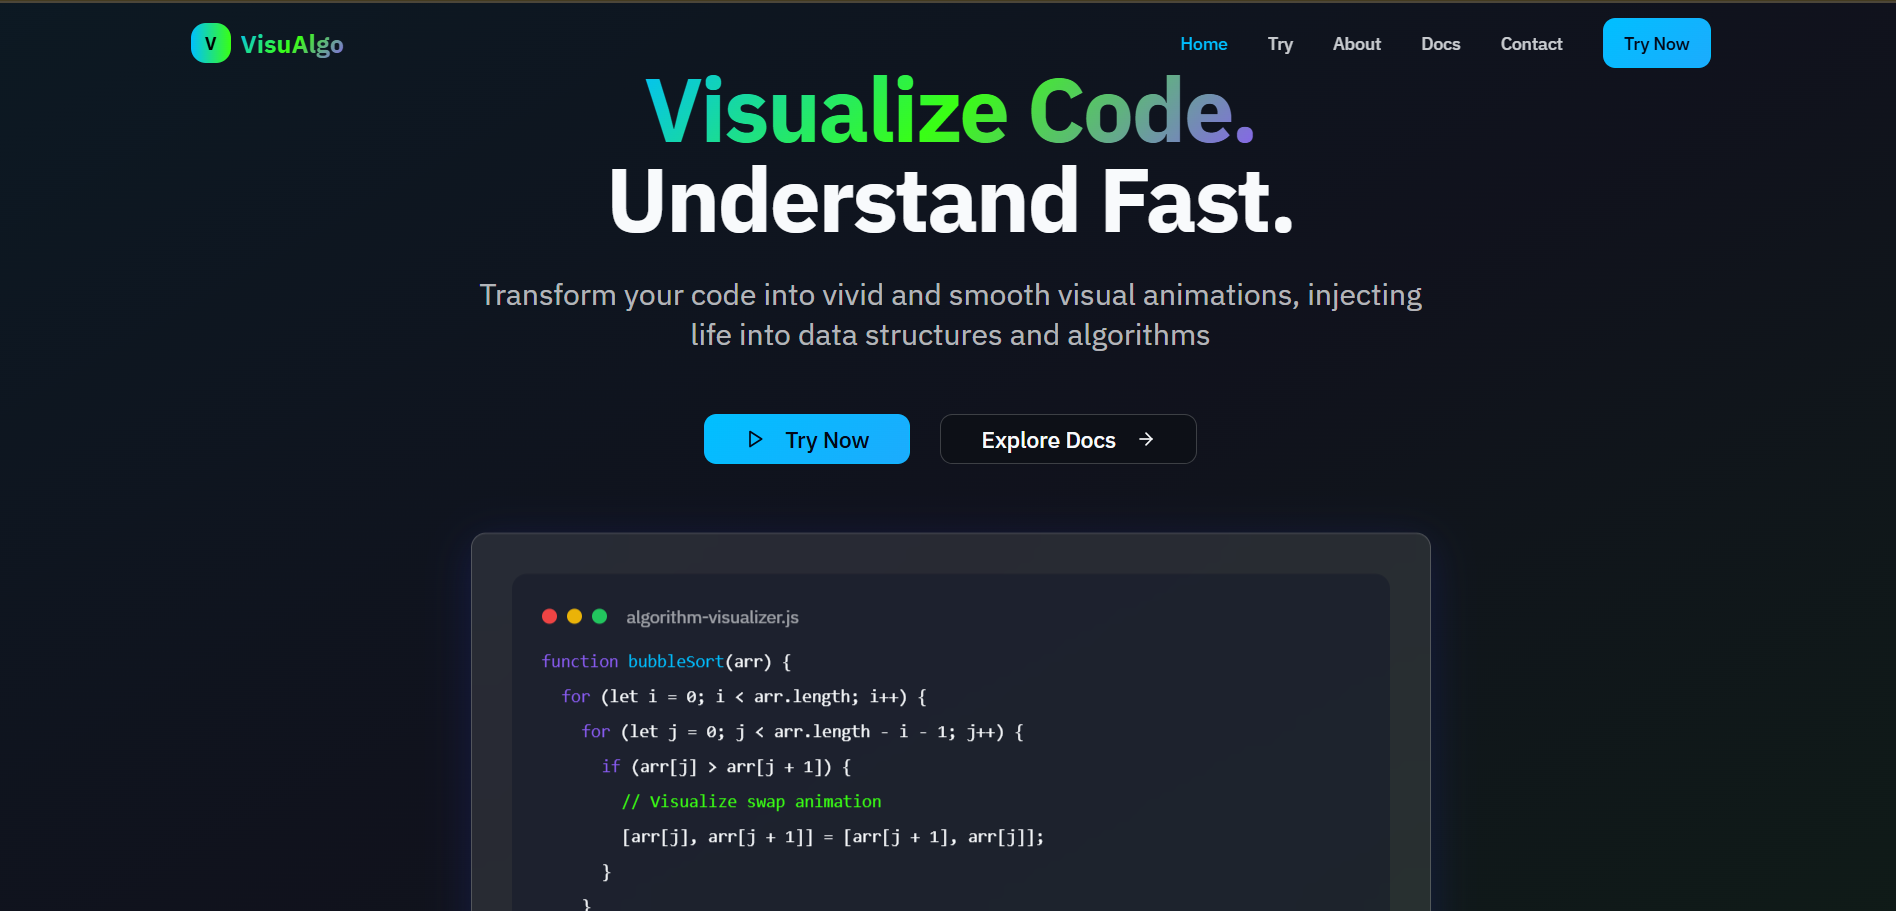 V VisuAlgo
Home Try About Docs Contact Try Now
Visualize Code.
Understand Fast.
Transform your code into vivid and smooth visual animations, injecting
life into data structures and algorithms
Try Now
Explore Docs →
algorithm-visualizer.js
function bubbleSort(arr) {
  for (let i = 0; i < arr.length; i++) {
    for (let j = 0; j < arr.length - i - 1; j++) {
      if (arr[j] > arr[j + 1]) {
        // Visualize swap animation
        [arr[j], arr[j + 1]] = [arr[j + 1], arr[j]];
      }
    }